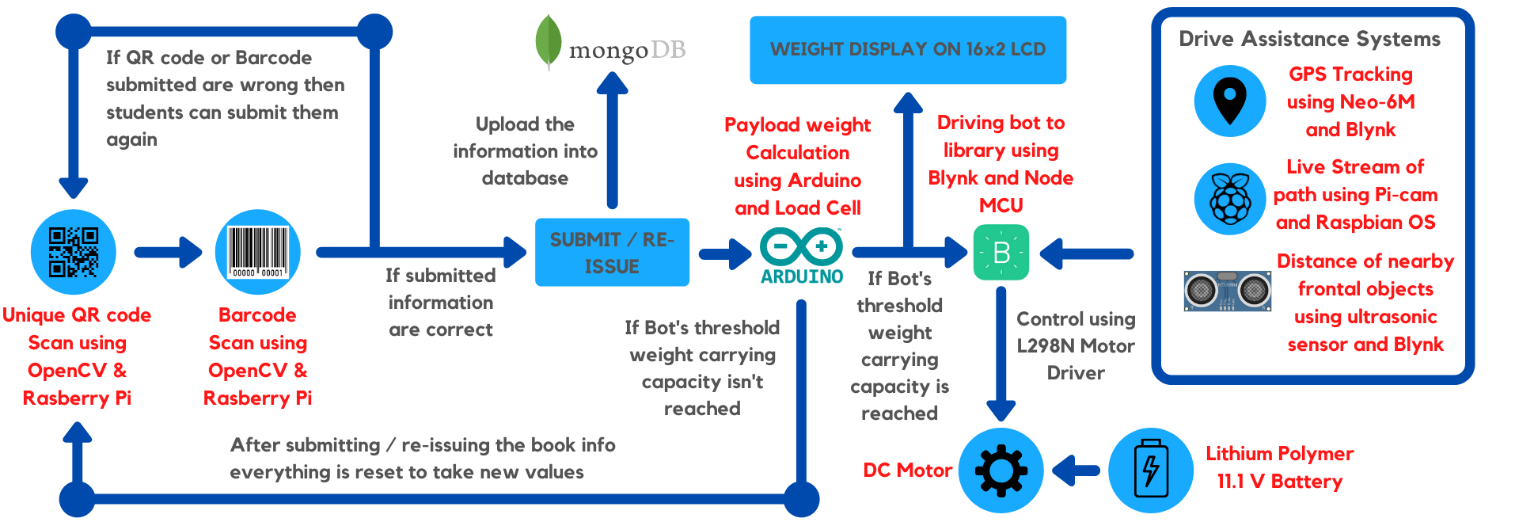 If QR code or Barcode
submitted are wrong then
students can submit them
again
mongoDB
Upload the
information into
database
WEIGHT DISPLAY ON 16x2 LCD
Payload weight
Calculation
using Arduino
and Load Cell
Driving bot to
library using
Blynk and Node
MCU
Drive Assistance Systems
GPS Tracking
using Neo-6M
and Blynk
Live Stream of
path using Pi-cam
and Raspbian OS
Distance of nearby
frontal objects
using ultrasonic
sensor and Blynk
00000 00001
SUBMIT / RE-
ISSUE
ARDUINO
B
Unique QR code
Scan using
OpenCV &
Rasberry Pi
Barcode
Scan using
OpenCV &
Rasberry Pi
If submitted
information
are correct
If Bot's threshold
weight carrying
capacity isn't
reached
If Bot's
threshold
weight
carrying
capacity is
reached
Control using
L298N Motor
Driver
After submitting / re-issuing the book info
everything is reset to take new values
DC Motor
Lithium Polymer
11.1 V Battery